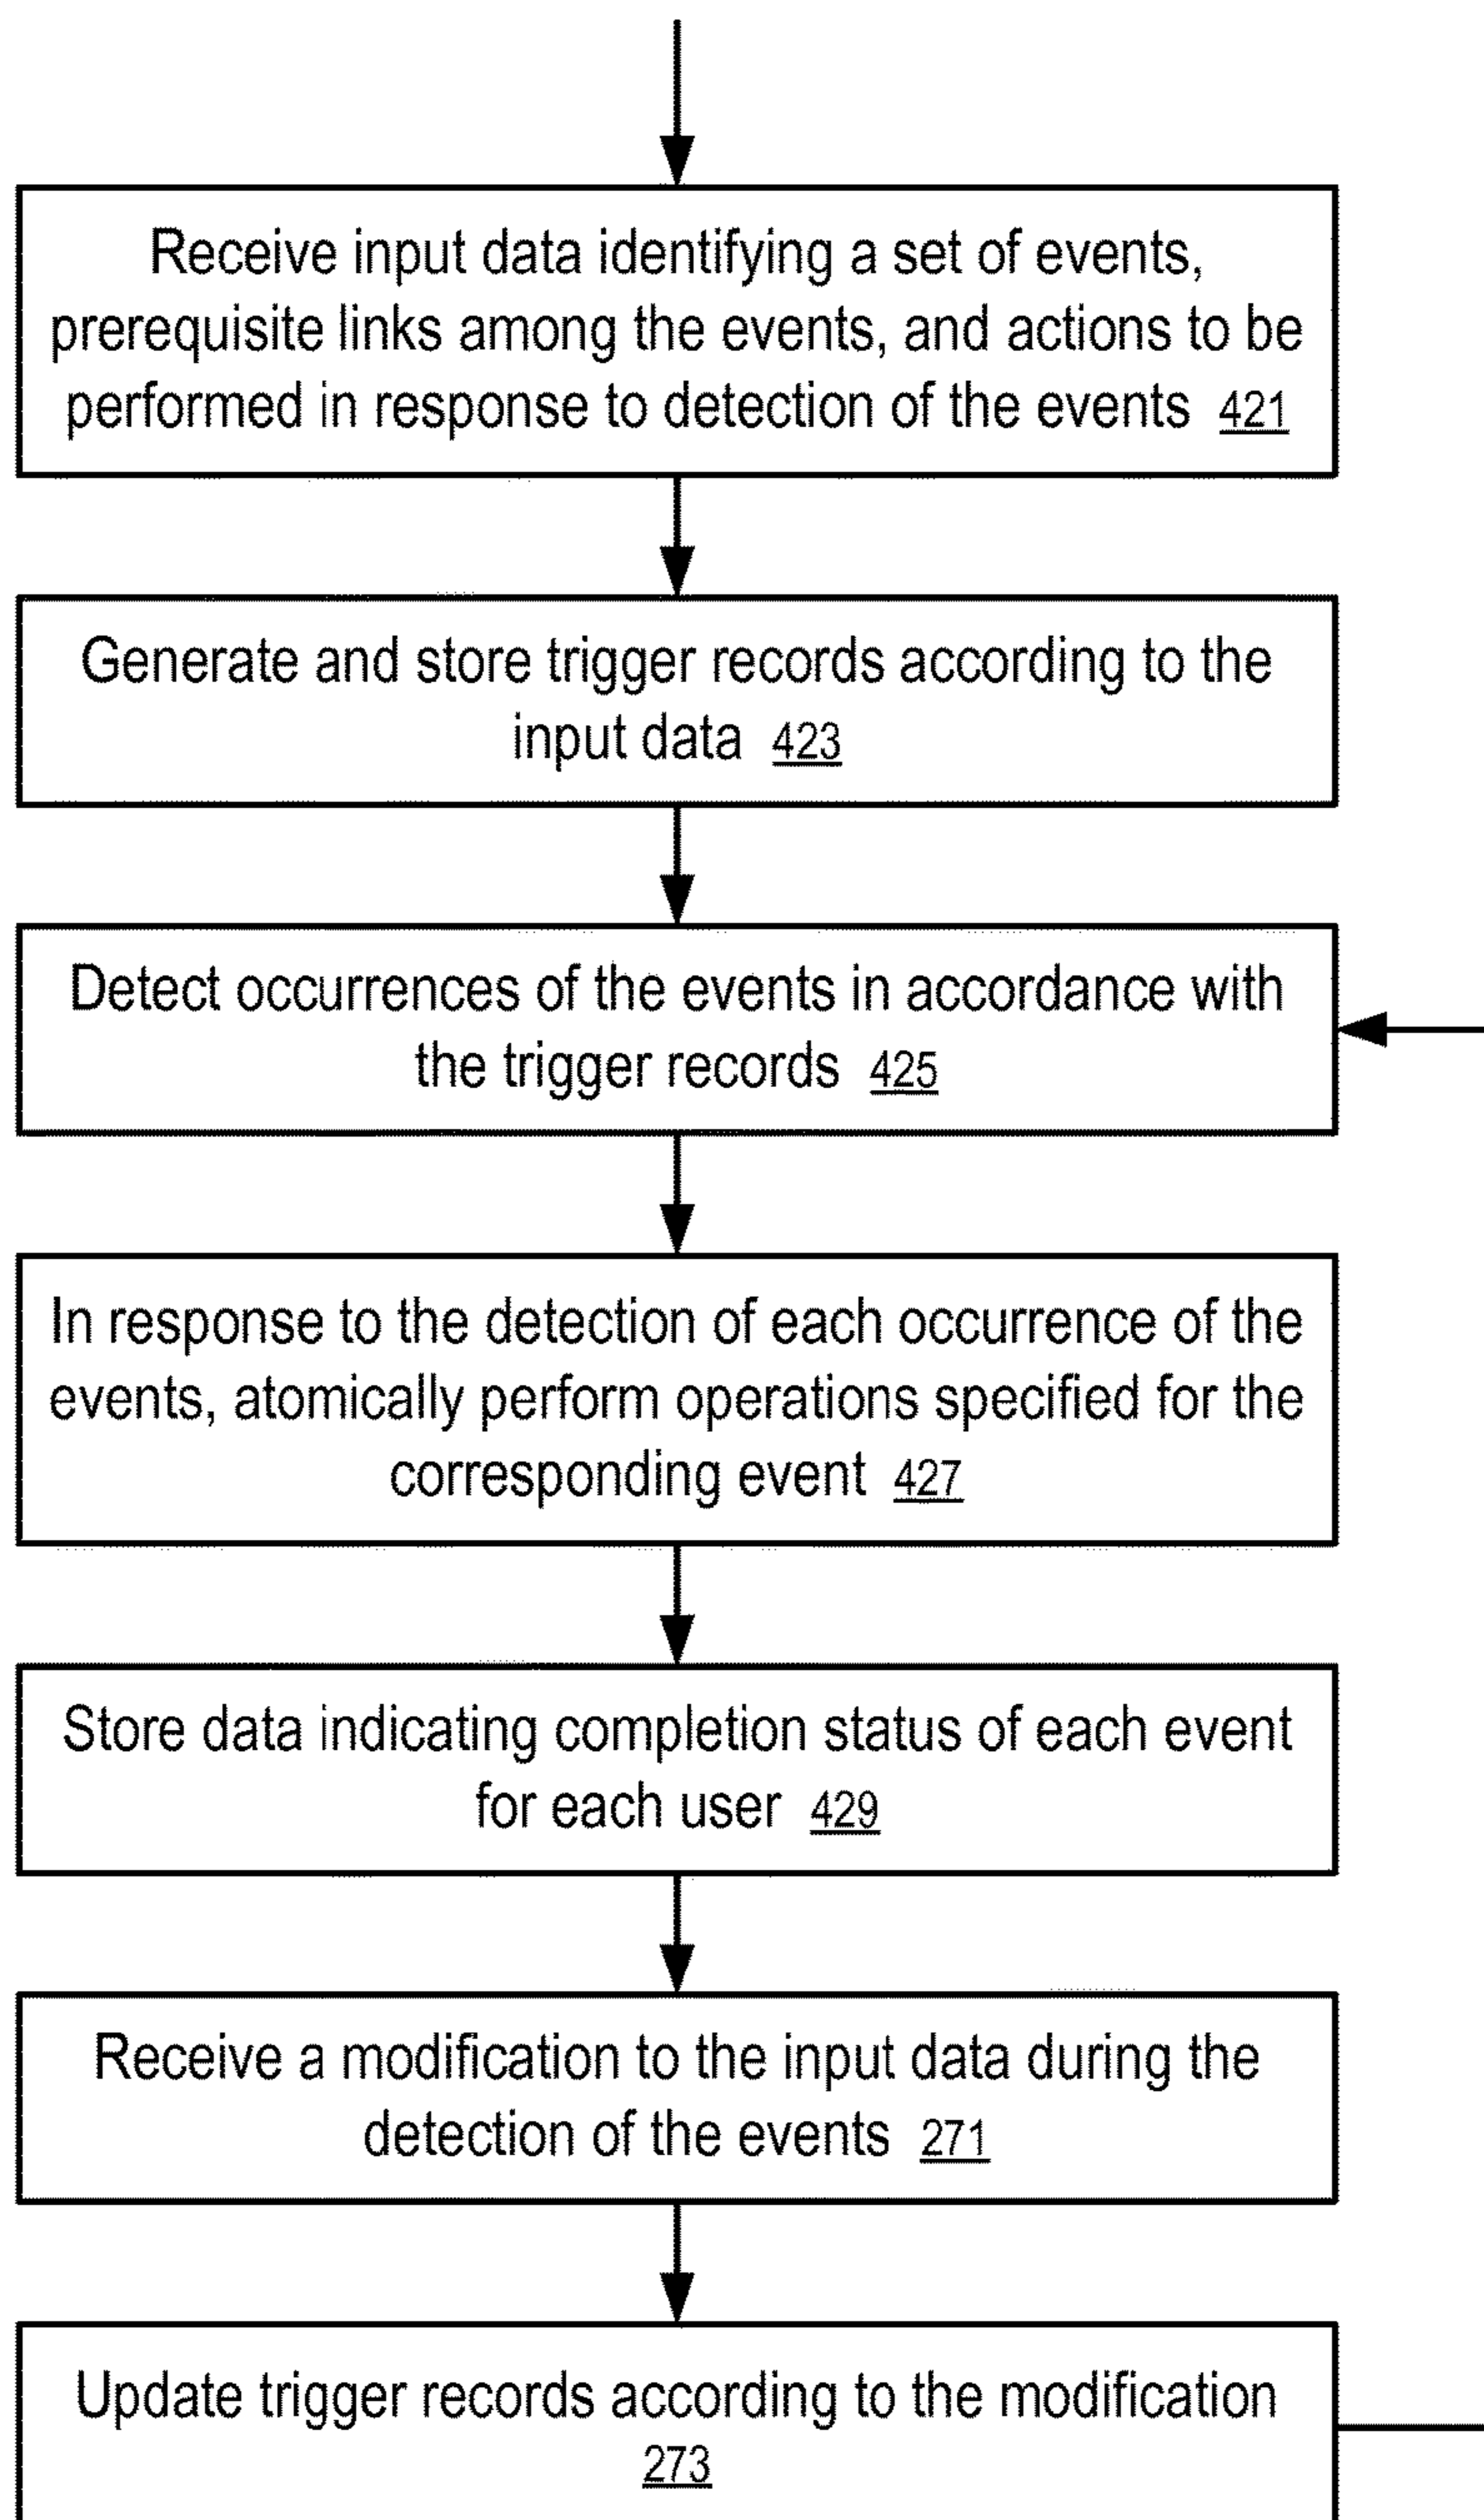 Receive input data identifying a set of events,
prerequisite links among the events, and actions to be
performed in response to detection of the events 421
Generate and store trigger records according to the
input data 423
Detect occurrences of the events in accordance with
the trigger records 425
In response to the detection of each occurrence of the
events, atomically perform operations specified for the
corresponding event 427
Store data indicating completion status of each event
for each user 429
Receive a modification to the input data during the
detection of the events 271
Update trigger records according to the modification
273